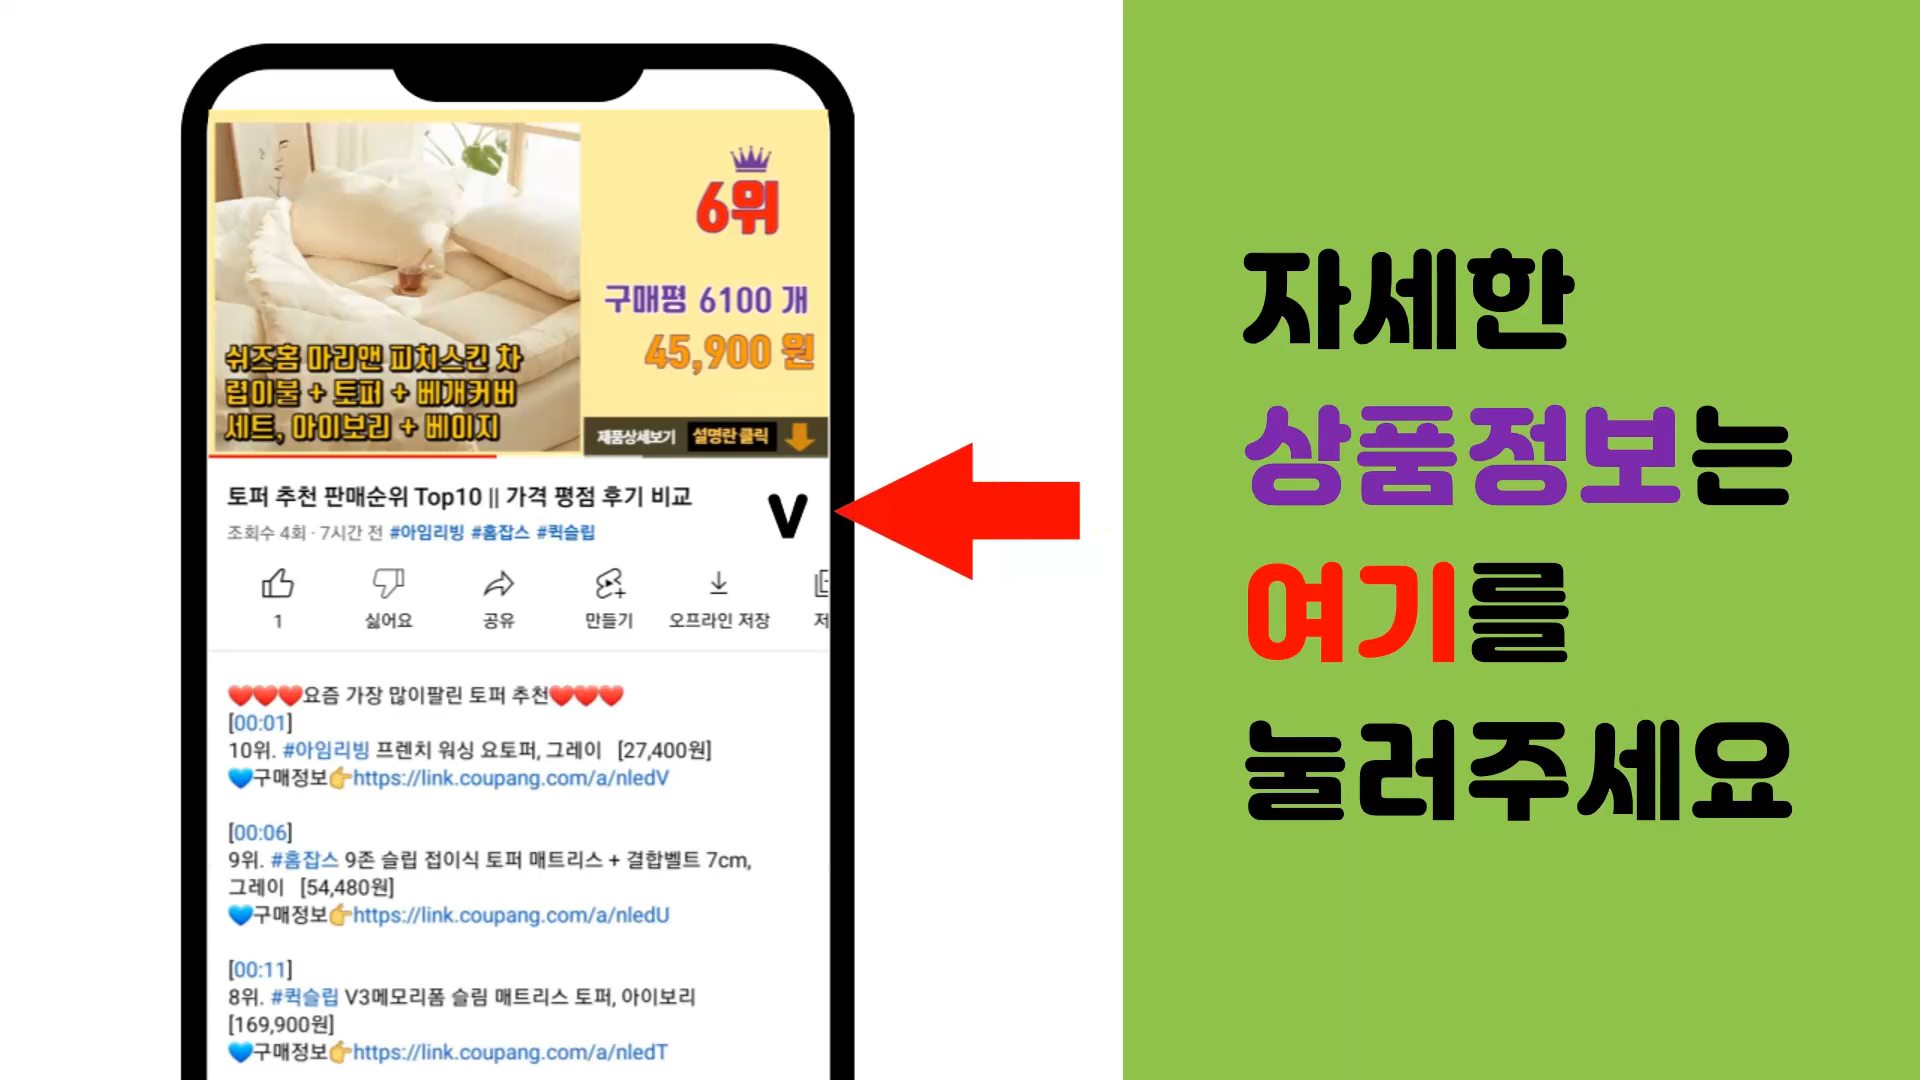 6위
구매평 6100 개
45,900 원
쉬즈홈 마리앤 피치스킨 차
렵이불 + 토퍼 + 베개커버
세트, 아이보리 + 베이지
제품상세보기 설명란 클릭
토퍼 추천 판매순위 Top10 || 가격 평점 후기 비교
V
조회수 4회 · 7시간 전 #아임리빙 #홈잡스 #퀵슬립
1 싫어요 공유 만들기 오프라인 저장 저
❤️❤️❤️요즘 가장 많이팔린 토퍼 추천❤️❤️❤️
[00:01]
10위. #아임리빙 프렌치 워싱 요토퍼, 그레이 [27,400원]
💙구매정보👉https://link.coupang.com/a/nledV
[00:06]
9위. #홈잡스 9존 슬립 접이식 토퍼 매트리스 + 결합벨트 7cm,
그레이 [54,480원]
💙구매정보👉https://link.coupang.com/a/nledU
[00:11]
8위. #퀵슬립 V3메모리폼 슬림 매트리스 토퍼, 아이보리
[169,900원]
💙구매정보👉https://link.coupang.com/a/nledT
자세한
상품정보는
여기를
눌러주세요